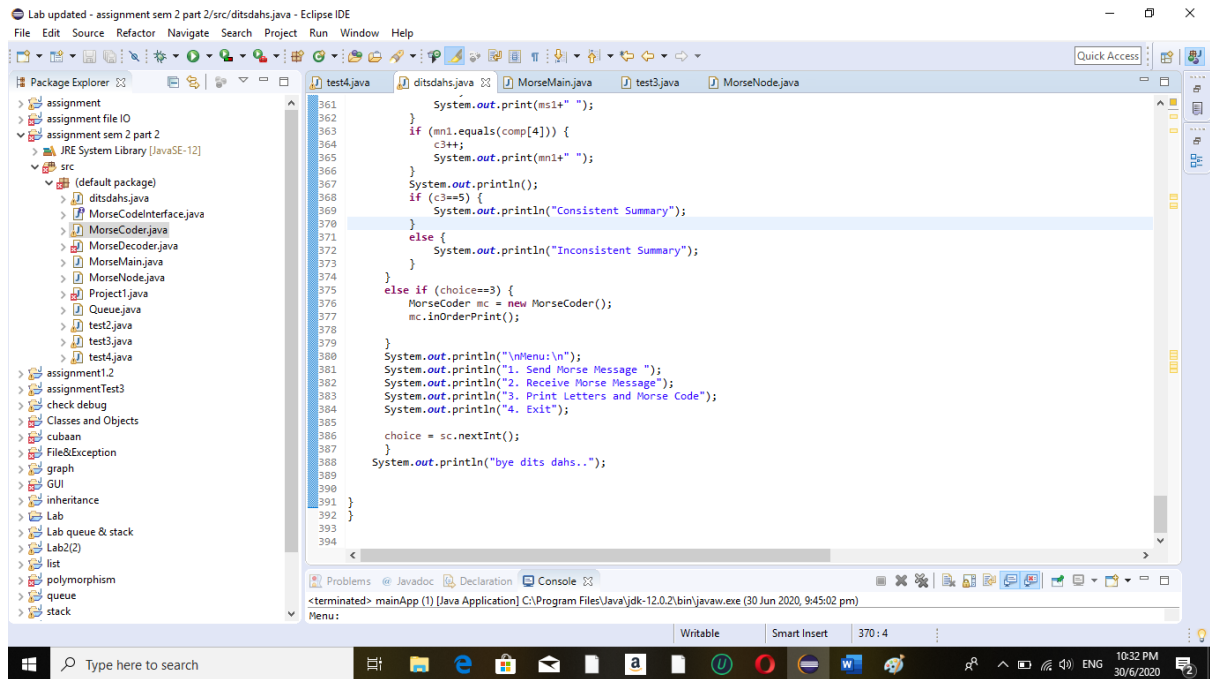 Lab updated - assignment sem 2 part 2/src/ditsdahs.java - Eclipse IDE
File Edit Source Refactor Navigate Search Project Run Window Help
Quick Access
Package Explorer
test4.java ditsdahs.java MorseMain.java test3.java MorseNode.java
assignment
assignment file IO
assignment sem 2 part 2
JRE System Library [JavaSE-12]
src
(default package)
ditsdahs.java
MorseCodeInterface.java
MorseCoder.java
MorseDecoder.java
MorseMain.java
MorseNode.java
Project1.java
Queue.java
test2.java
test3.java
test4.java
assignment1.2
assignmentTest3
check debug
Classes and Objects
cubaan
File&Exception
graph
GUI
inheritance
Lab
Lab queue & stack
Lab2(2)
list
polymorphism
queue
stack
361 System.out.print(ms1+" ");
362 }
363 if (mn1.equals(comp[4])) {
364 c3++;
365 System.out.print(mn1+" ");
366 }
367 System.out.println();
368 if (c3==5) {
369 System.out.println("Consistent Summary");
370 }
371 else {
372 System.out.println("Inconsistent Summary");
373 }
374 }
375 else if (choice==3) {
376 MorseCoder mc = new MorseCoder();
377 mc.inOrderPrint();
378
379 }
380 System.out.println("\nMenu:\n");
381 System.out.println("1. Send Morse Message ");
382 System.out.println("2. Receive Morse Message");
383 System.out.println("3. Print Letters and Morse Code");
384 System.out.println("4. Exit");
385
386 choice = sc.nextInt();
387 }
388 System.out.println("bye dits dahs..");
389
390
391 }
392 }
393
394
Problems @ Javadoc Declaration Console
<terminated> mainApp (1) [Java Application] C:\Program Files\Java\jdk-12.0.2\bin\javaw.exe (30 Jun 2020, 9:45:02 pm)
Menu:
Writable Smart Insert 370 : 4
Type here to search
ENG
10:32 PM
30/6/2020
2